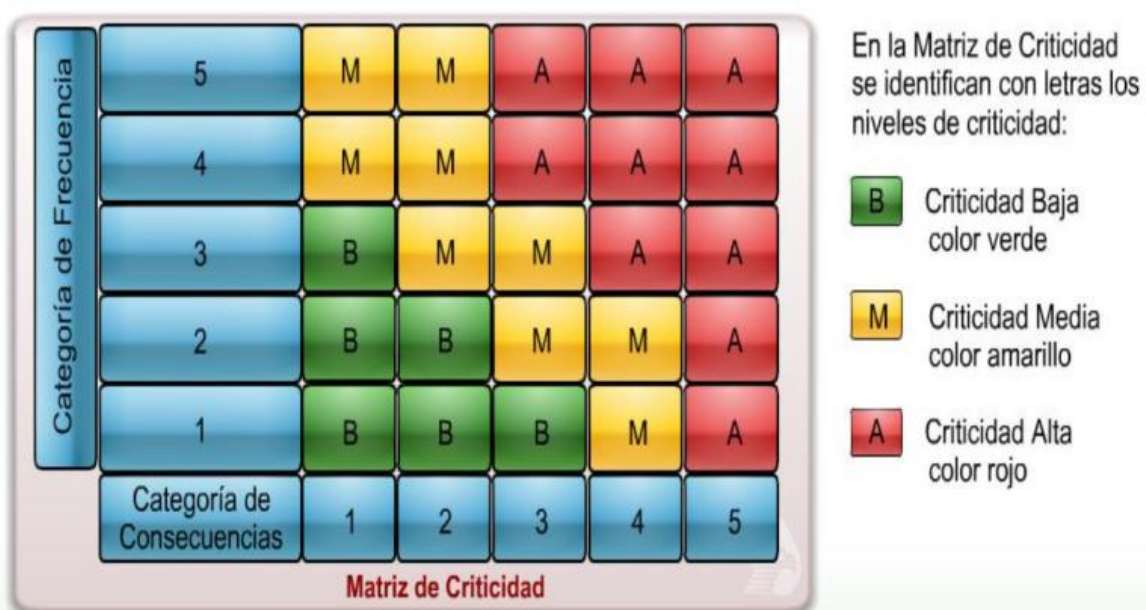 Categoría de Frecuencia
5 M M A A A
4 M M A A A
3 B M M A A
2 B B M M A
1 B B B M A
Categoría de
Consecuencias
1 2 3 4 5
Matriz de Criticidad
En la Matriz de Criticidad
se identifican con letras los
niveles de criticidad:
B Criticidad Baja
color verde
M Criticidad Media
color amarillo
A Criticidad Alta
color rojo